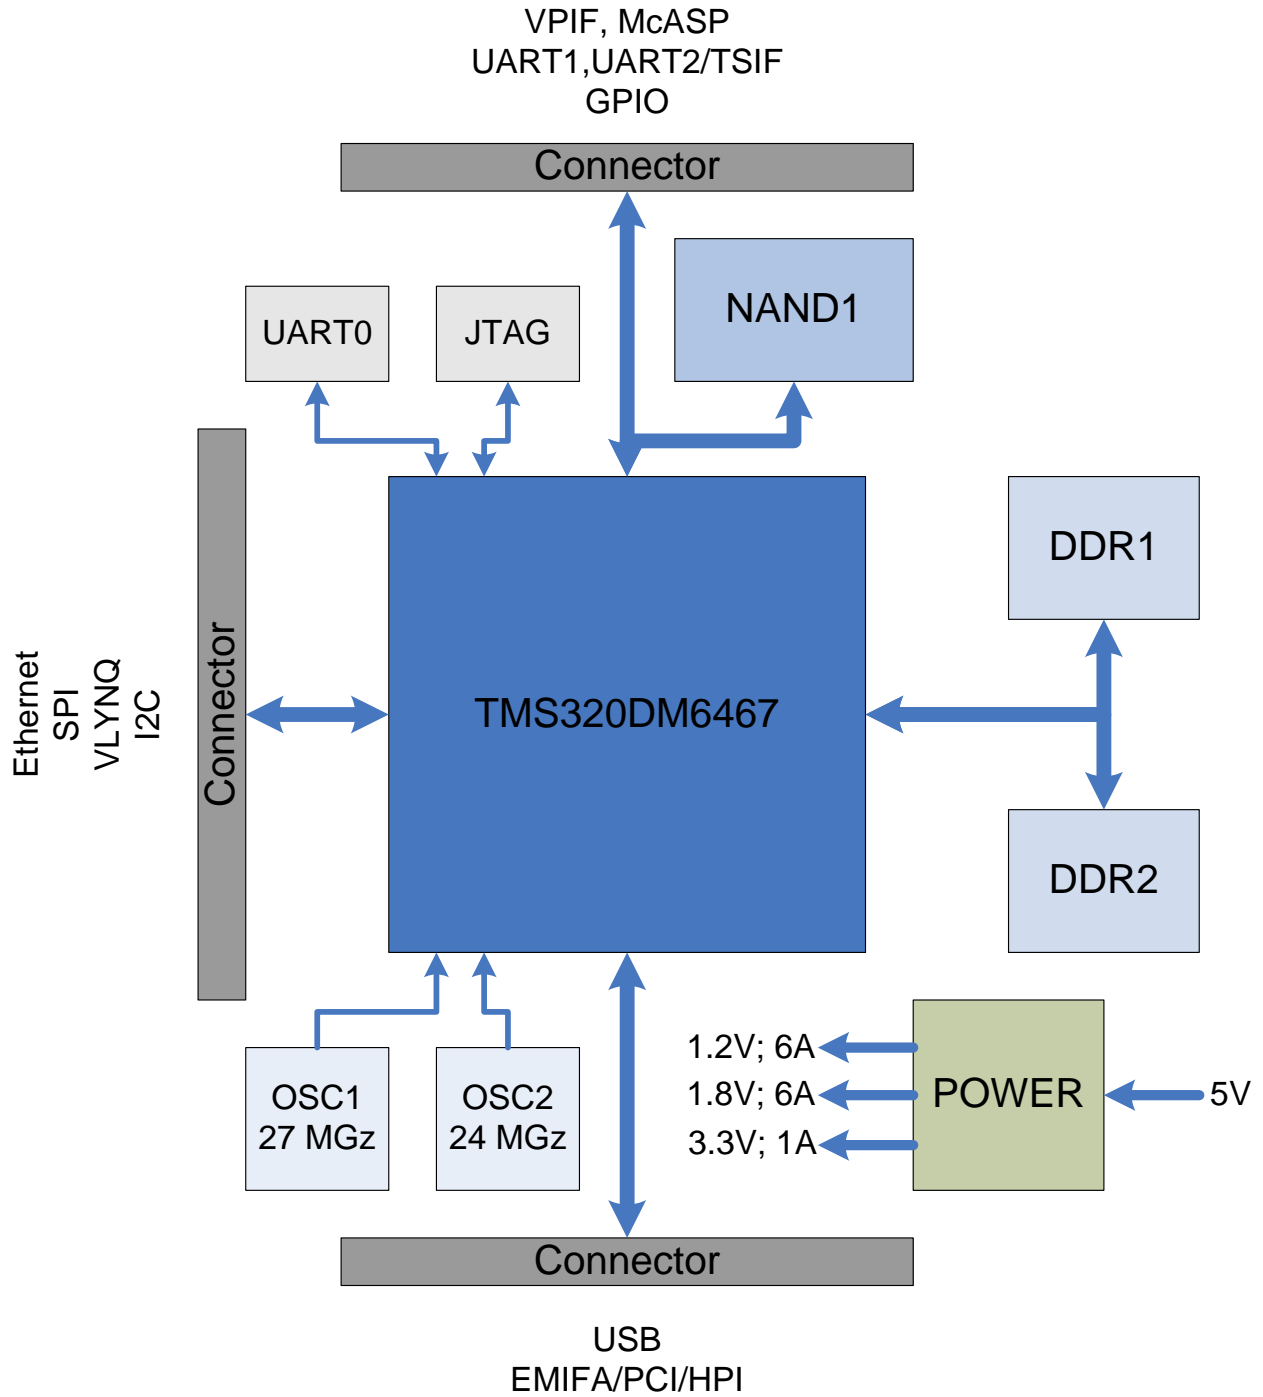 VPIF, McASP
UART1,UART2/TSIF
GPIO
Connector
NAND1
UART0
JTAG
DDR1
Ethernet
SPI
VLYNQ
I2C
Connector
TMS320DM6467
DDR2
1.2V; 6A
1.8V; 6A
3.3V; 1A
POWER
5V
OSC1
27 MGz
OSC2
24 MGz
Connector
USB
EMIFA/PCI/HPI